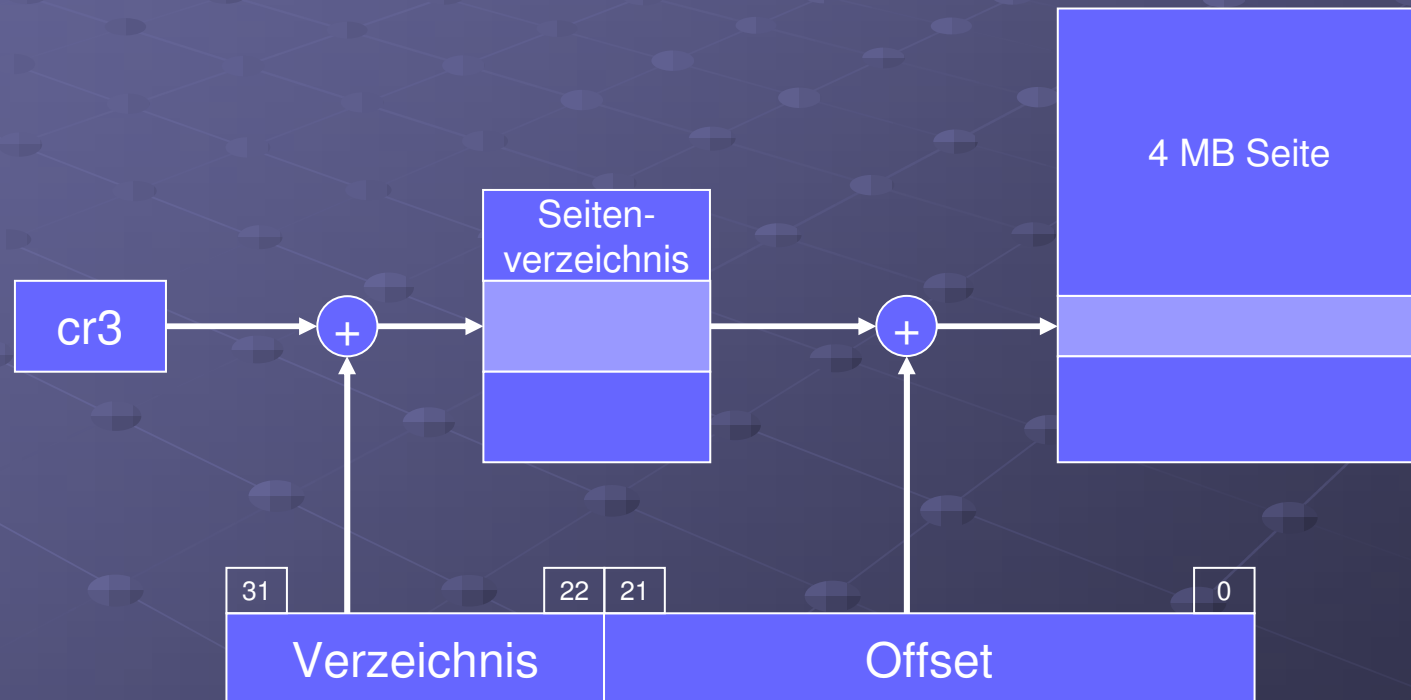 4 MB Seite
Seiten-
verzeichnis
cr3
+
+
31
22
21
0
Verzeichnis
Offset